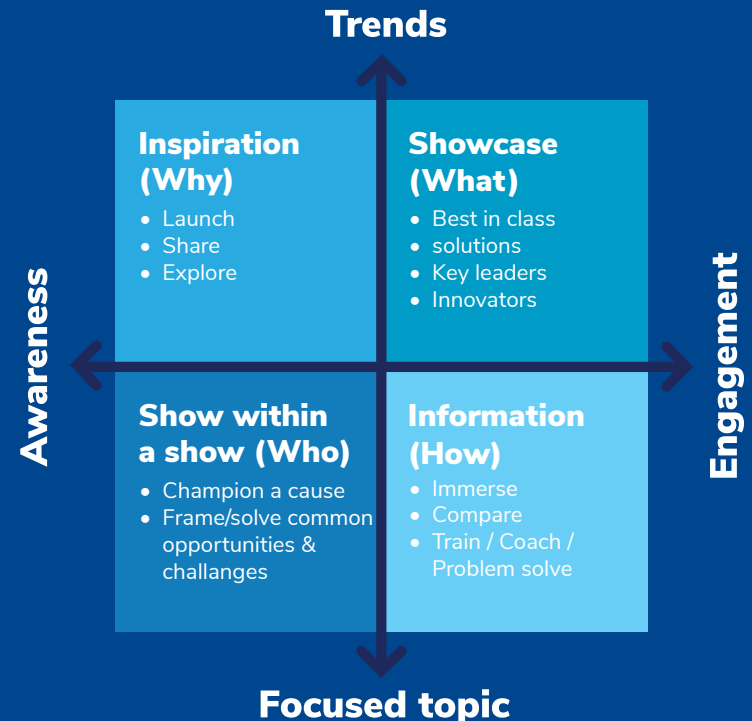 Trends
Awareness
Inspiration
(Why)
• Launch
• Share
• Explore
Showcase
(What)
• Best in class
• solutions
• Key leaders
• Innovators
Engagement
Show within
a show (Who)
• Champion a cause
• Frame/solve common
opportunities &
challanges
Information
(How)
• Immerse
• Compare
• Train / Coach /
Problem solve
Focused topic